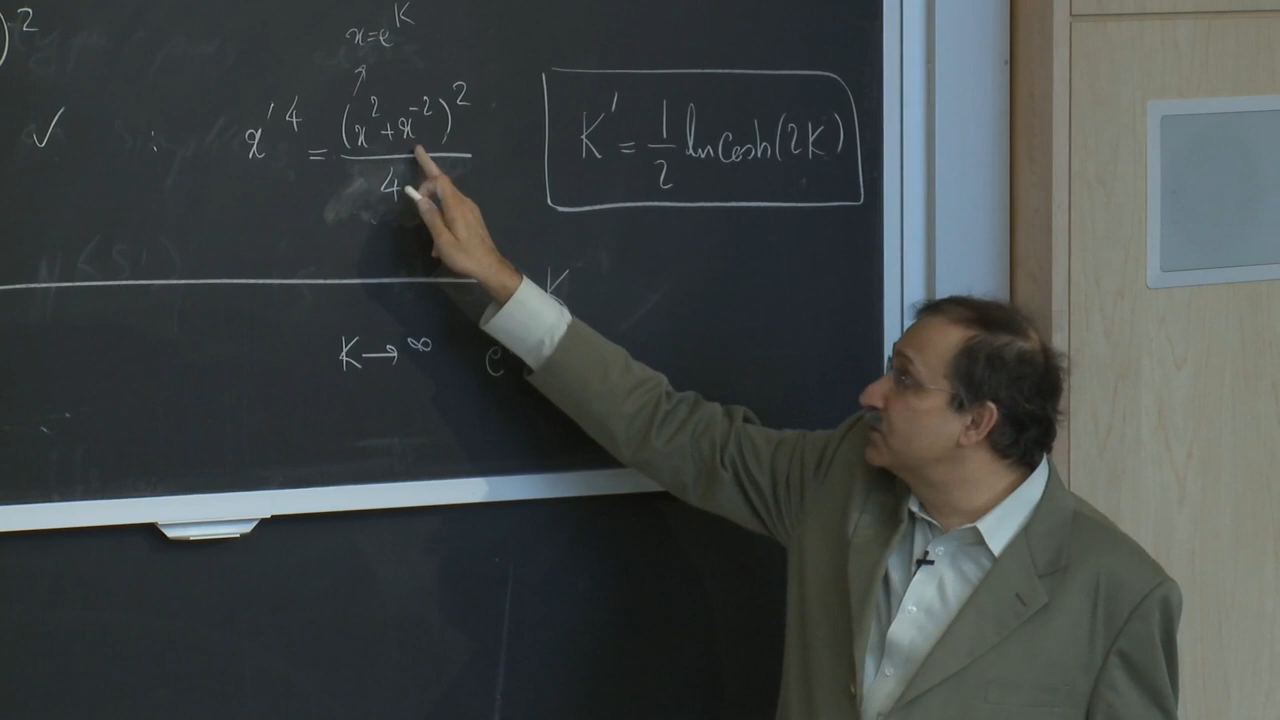 )²
x = e^K
✓ : x'⁴ = (x² + x⁻²)² / 4
K' = 1/2 ln cosh(2K)
K
K → ∞ e